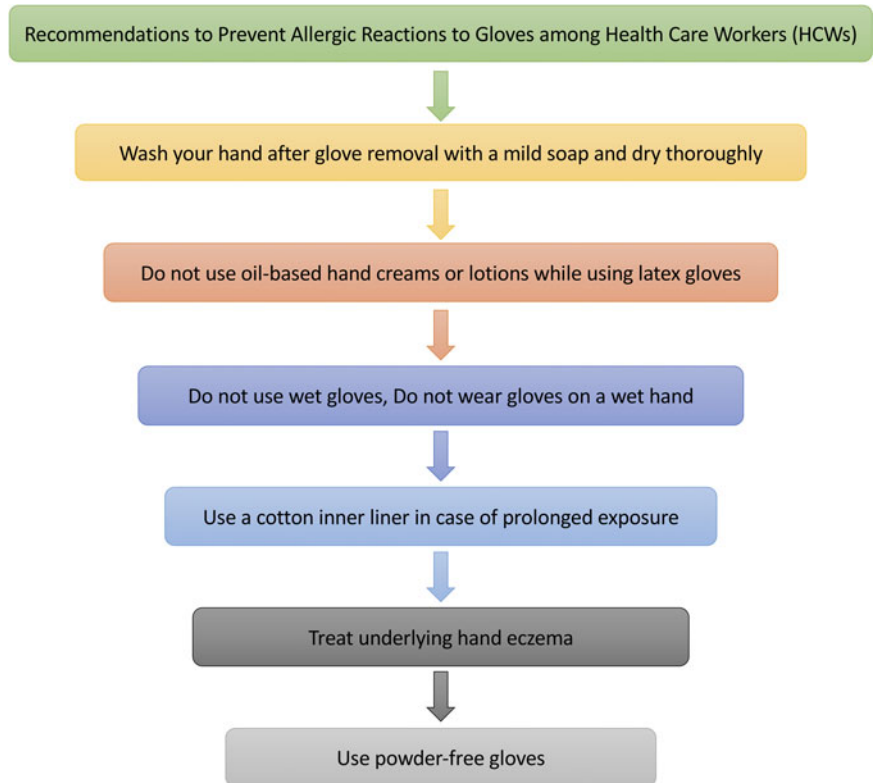 Recommendations to Prevent Allergic Reactions to Gloves among Health Care Workers (HCWs)
Wash your hand after glove removal with a mild soap and dry thoroughly
Do not use oil-based hand creams or lotions while using latex gloves
Do not use wet gloves, Do not wear gloves on a wet hand
Use a cotton inner liner in case of prolonged exposure
Treat underlying hand eczema
Use powder-free gloves